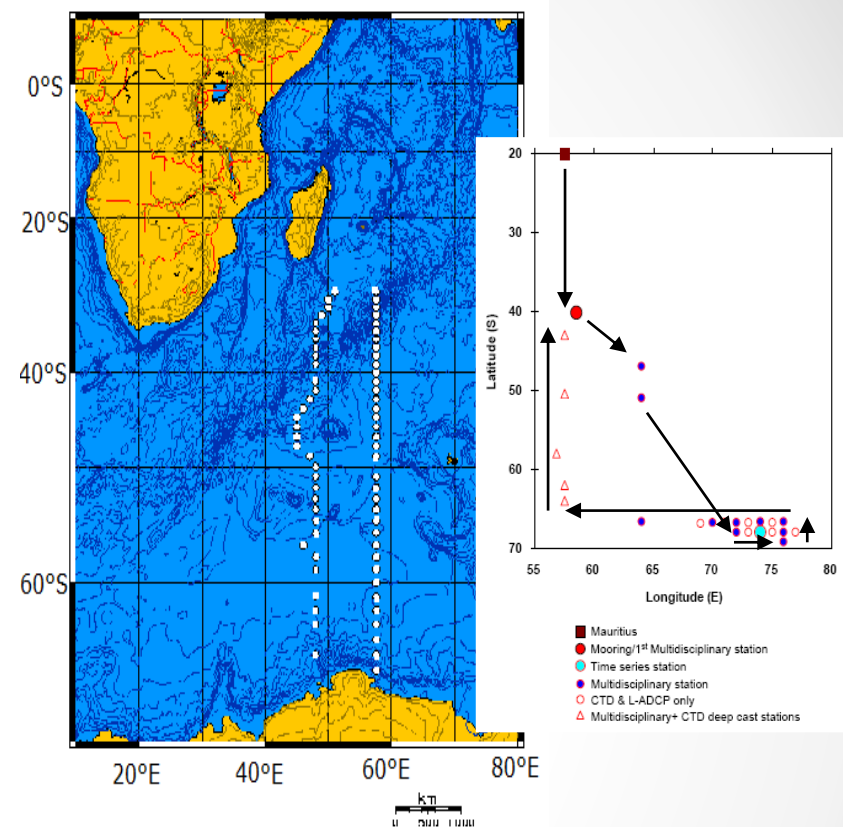 0ºS
20ºS
40ºS
60ºS
20ºE
40ºE
60ºE
80ºE
km
20
30
40
50
60
70
Latitude (S)
55
60
65
70
75
80
Longitude (E)
Mauritius
Mooring/1st Multidisciplinary station
Time series station
Multidisciplinary station
CTD & L-ADCP only
Multidisciplinary+ CTD deep cast stations